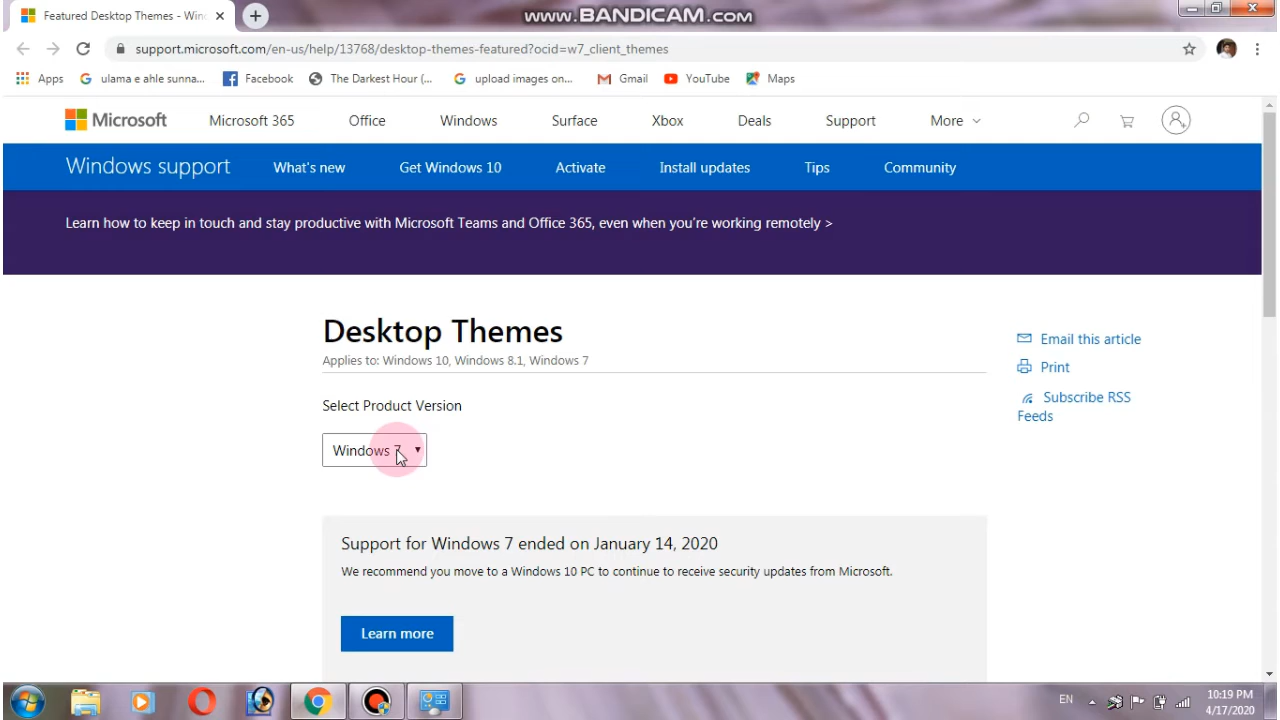 Featured Desktop Themes - Winc
www.BANDICAM.com
support.microsoft.com/en-us/help/13768/desktop-themes-featured?ocid=w7_client_themes
Apps
ulama e ahle sunna...
Facebook
The Darkest Hour (...
upload images on...
Gmail
YouTube
Maps
Microsoft
Microsoft 365
Office
Windows
Surface
Xbox
Deals
Support
More
Windows support
What's new
Get Windows 10
Activate
Install updates
Tips
Community
Learn how to keep in touch and stay productive with Microsoft Teams and Office 365, even when you're working remotely >
Desktop Themes
Applies to: Windows 10, Windows 8.1, Windows 7
Email this article
Print
Subscribe RSS
Feeds
Select Product Version
Windows 7
Support for Windows 7 ended on January 14, 2020
We recommend you move to a Windows 10 PC to continue to receive security updates from Microsoft.
Learn more
EN
10:19 PM
4/17/2020